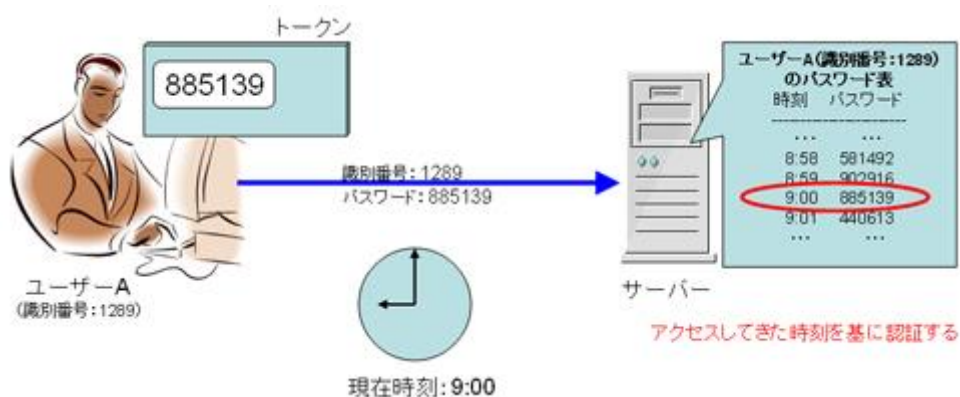 トークン
885139
ユーザーA
(識別番号:1289)
識別番号:1289
パスワード:885139
現在時刻:9:00
サーバー
ユーザーA(識別番号:1289)
のパスワード表
時刻 パスワード
--------------------
... ...
8:58 581492
8:59 902916
9:00 885139
9:01 440613
... ...
アクセスしてきた時刻を基に認証する